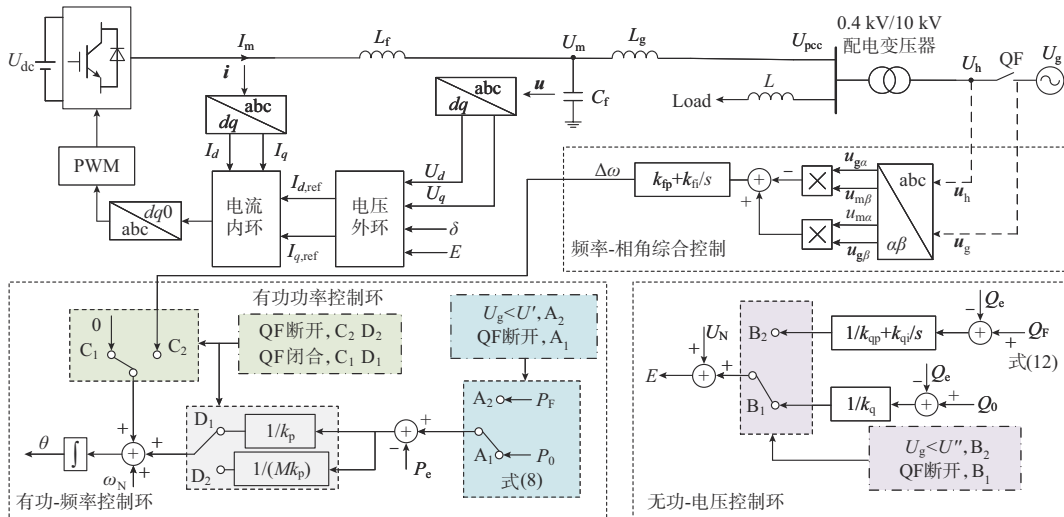 0.4 kV/10 kV
配电变压器
U_dc
I_m
L_f
U_m
L_g
U_pcc
U_h
QF
U_g
i
abc
dq
I_d
I_q
abc
dq
u
C_f
Load
L
PWM
dq0
abc
电流
内环
I_d,ref
I_q,ref
电压
外环
U_d
U_q
δ
E
Δω
k_fp+k_fi/s
−
+
+
u_gα
u_mβ
u_mα
u_gβ
abc
αβ
u_h
u_g
频率-相角综合控制
有功功率控制环
0
C_1
C_2
QF断开, C_2 D_2
QF闭合, C_1 D_1
U_g<U', A_2
QF断开, A_1
A_2
P_F
A_1
P_0
式(8)
D_1
1/k_p
D_2
1/(Mk_p)
+
+
−
P_e
θ
∫
+
+
+
+
ω_N
有功-频率控制环
U_N
E
+
+
+
B_2
B_1
1/k_qp+k_qi/s
Q_e
−
+
+
Q_F
式(12)
1/k_q
Q_e
−
+
+
Q_0
U_g<U'', B_2
QF断开, B_1
无功-电压控制环